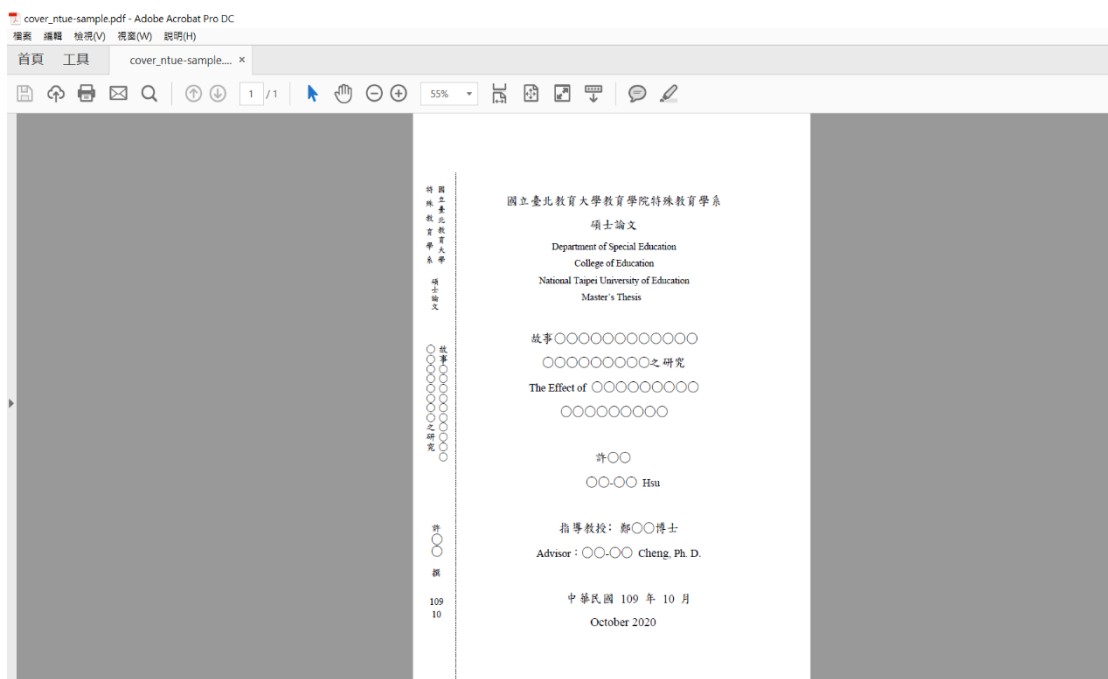 cover_ntue-sample.pdf - Adobe Acrobat Pro DC
檔案 編輯 檢視(V) 視窗(W) 說明(H)
首頁 工具 cover_ntue-sample.... ×
1 / 1 55%
國立臺北教育大學
特殊教育學系
碩士論文
故事○○○○○○○○○
○○○○○○○之研究
許○○
撰
109
10
國立臺北教育大學教育學院特殊教育學系
碩士論文
Department of Special Education
College of Education
National Taipei University of Education
Master's Thesis
故事○○○○○○○○○○○○
○○○○○○○○○之研究
The Effect of ○○○○○○○○○
○○○○○○○○○
許○○
○○-○○ Hsu
指導教授：鄭○○博士
Advisor：○○-○○ Cheng, Ph. D.
中華民國 109 年 10 月
October 2020